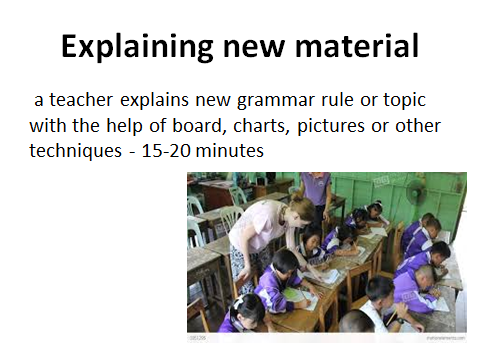 Explaining new material
a teacher explains new grammar rule or topic
with the help of board, charts, pictures or other
techniques - 15-20 minutes